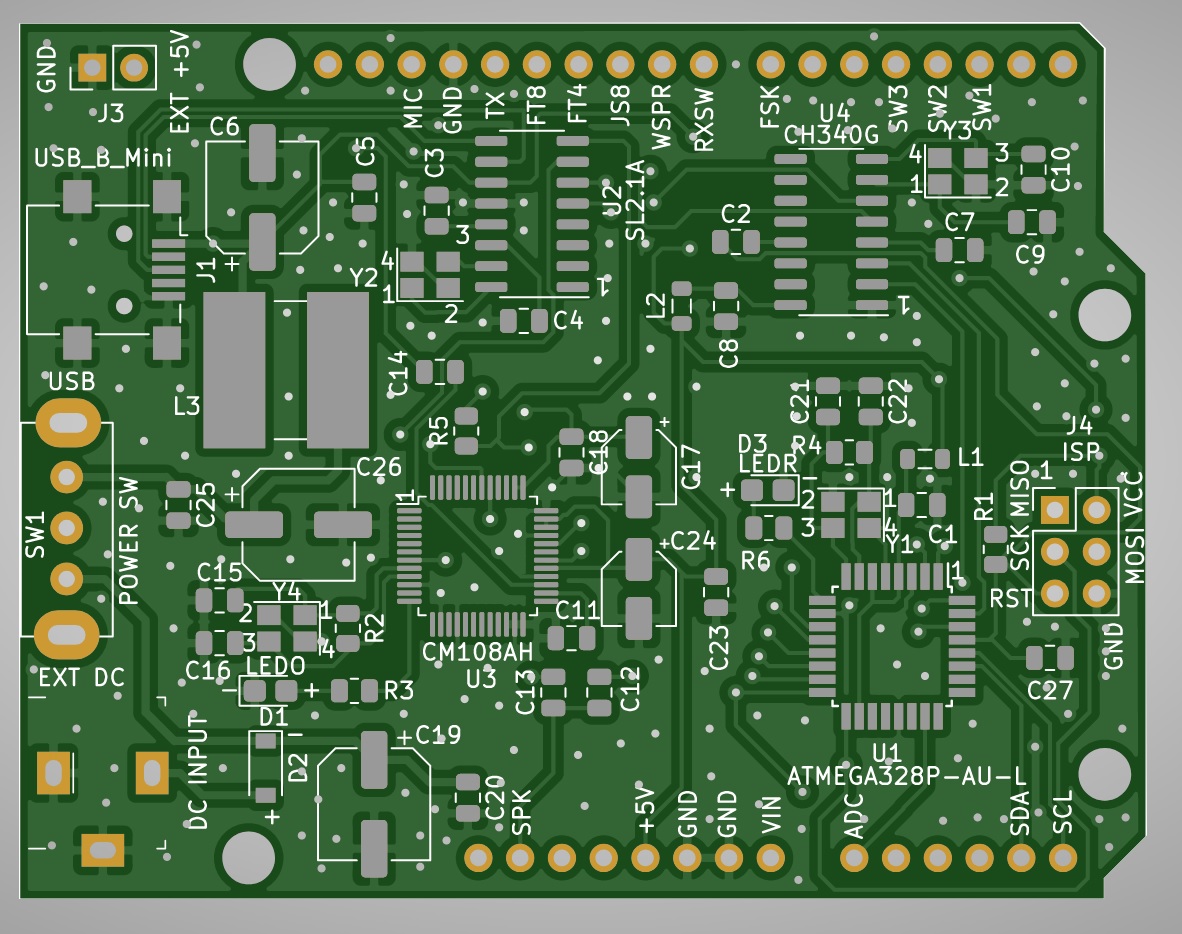 GND
EXT +5V
J3
MIC
GND
TX
FT8
FT4
JS8
WSPR
RXSW
FSK
SW3
SW2
SW1
U4
CH340G
Y3
4
3
1
2
C10
C6
C5
C3
USB_B_Mini
U2
SL2.1A
C2
C7
C9
J1
+
Y2
3
4
1
2
1
1
C4
L2
C8
C14
USB
L3
R5
C18
+
C17
C21
C22
J4
ISP
D3
LEDR
R4
L1
+
-
1
MISO
VCC
C26
+
C25
1
2
1
3
4
R1
SCK
MOSI
SW1
POWER SW
+C24
R6
Y1
C1
1
RST
C15
Y4
2
1
3
4
R2
C11
C23
GND
C16
LEDO
CM108AH
U3
EXT DC
-
+
R3
C13
C12
C27
D1
DC INPUT
-
D2
+
+C19
C20
U1
ATMEGA328P-AU-L
SPK
+5V
GND
GND
VIN
ADC
SDA
SCL